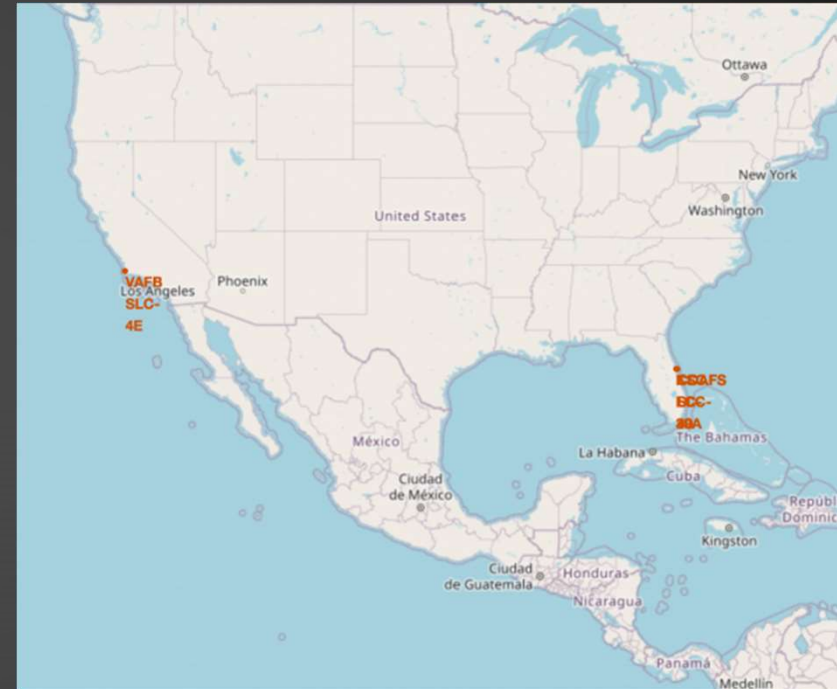 Ottawa
New York
Washington
United States
VAFB
SLC-
4E
Los Angeles
Phoenix
The Bahamas
México
La Habana
Cuba
Ciudad
de México
Kingston
Ciudad
de Guatemala
Honduras
Nicaragua
Panamá
Medellín